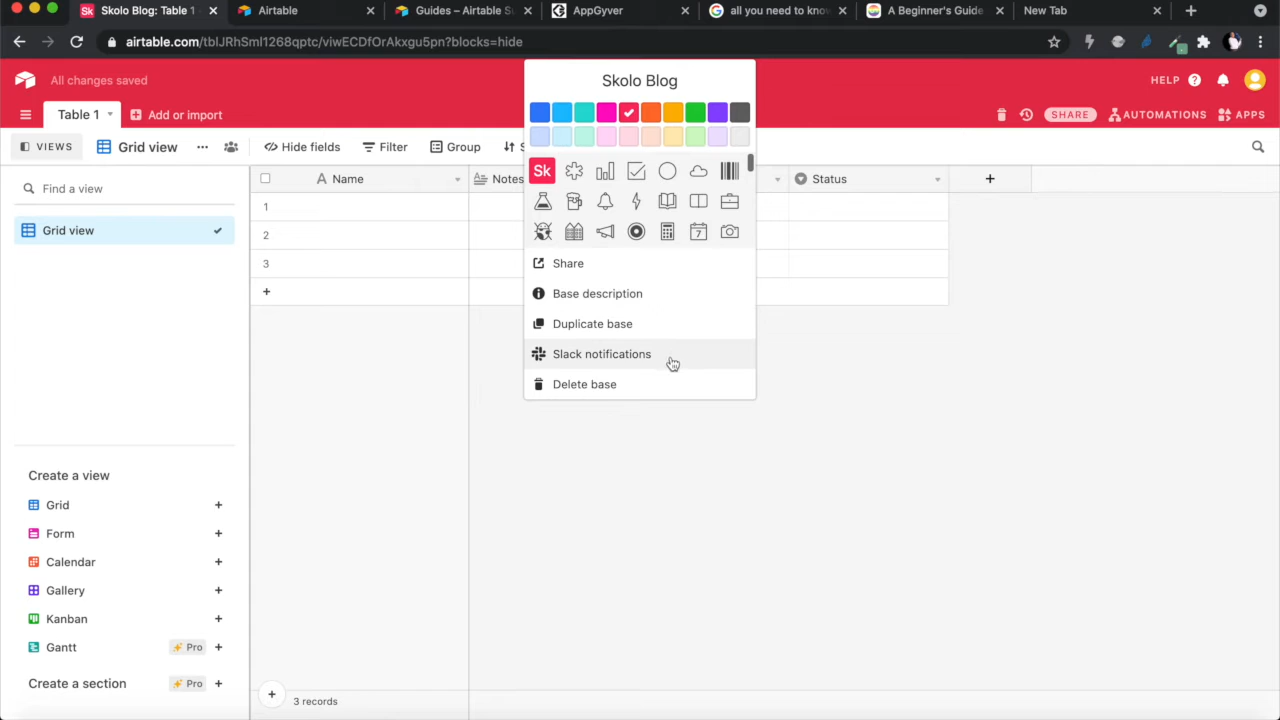 Sk Skolo Blog: Table 1
Airtable
Guides – Airtable Su
AppGyver
all you need to know
A Beginner's Guide
New Tab
airtable.com/tblJRhSml1268qptc/viwECDfOrAkxgu5pn?blocks=hide
All changes saved
Skolo Blog
HELP
Table 1
Add or import
SHARE
AUTOMATIONS
APPS
VIEWS
Grid view
Hide fields
Filter
Group
S
Sk
Find a view
Name
Notes
Status
Grid view
1
2
3
7
Share
Base description
Duplicate base
Slack notifications
Delete base
Create a view
Grid
Form
Calendar
Gallery
Kanban
Gantt
Pro
Create a section
Pro
3 records